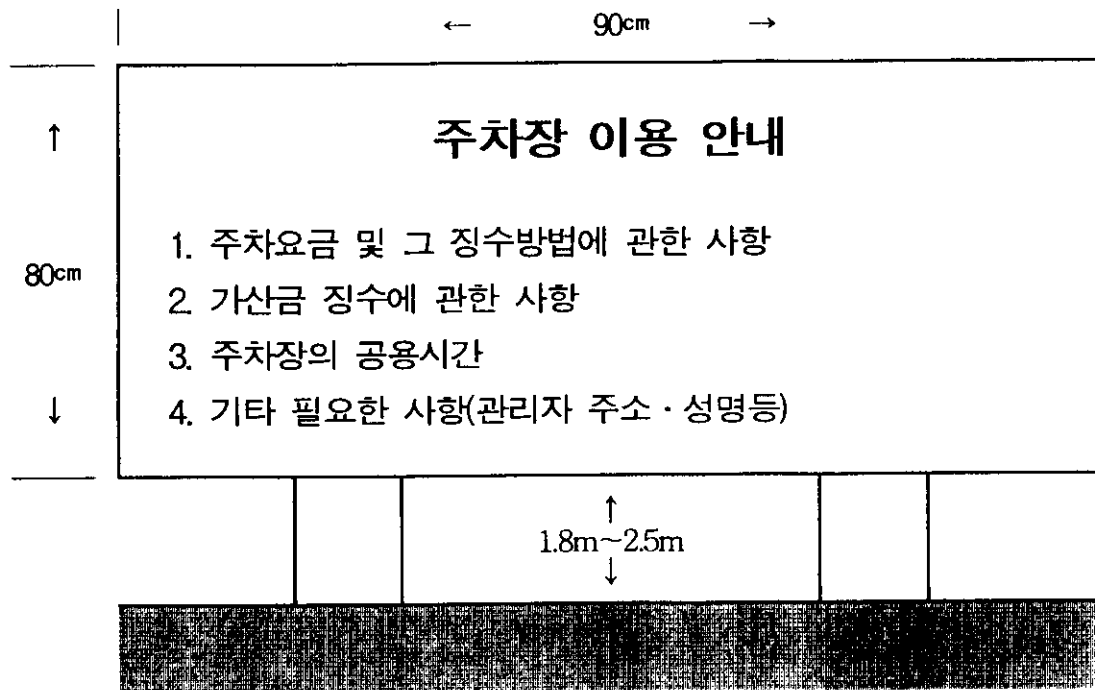 ← 90cm →
주차장 이용 안내
↑
1. 주차요금 및 그 징수방법에 관한 사항
80cm
2. 가산금 징수에 관한 사항
3. 주차장의 공용시간
↓
4. 기타 필요한 사항(관리자 주소 · 성명등)
↑
1.8m~2.5m
↓